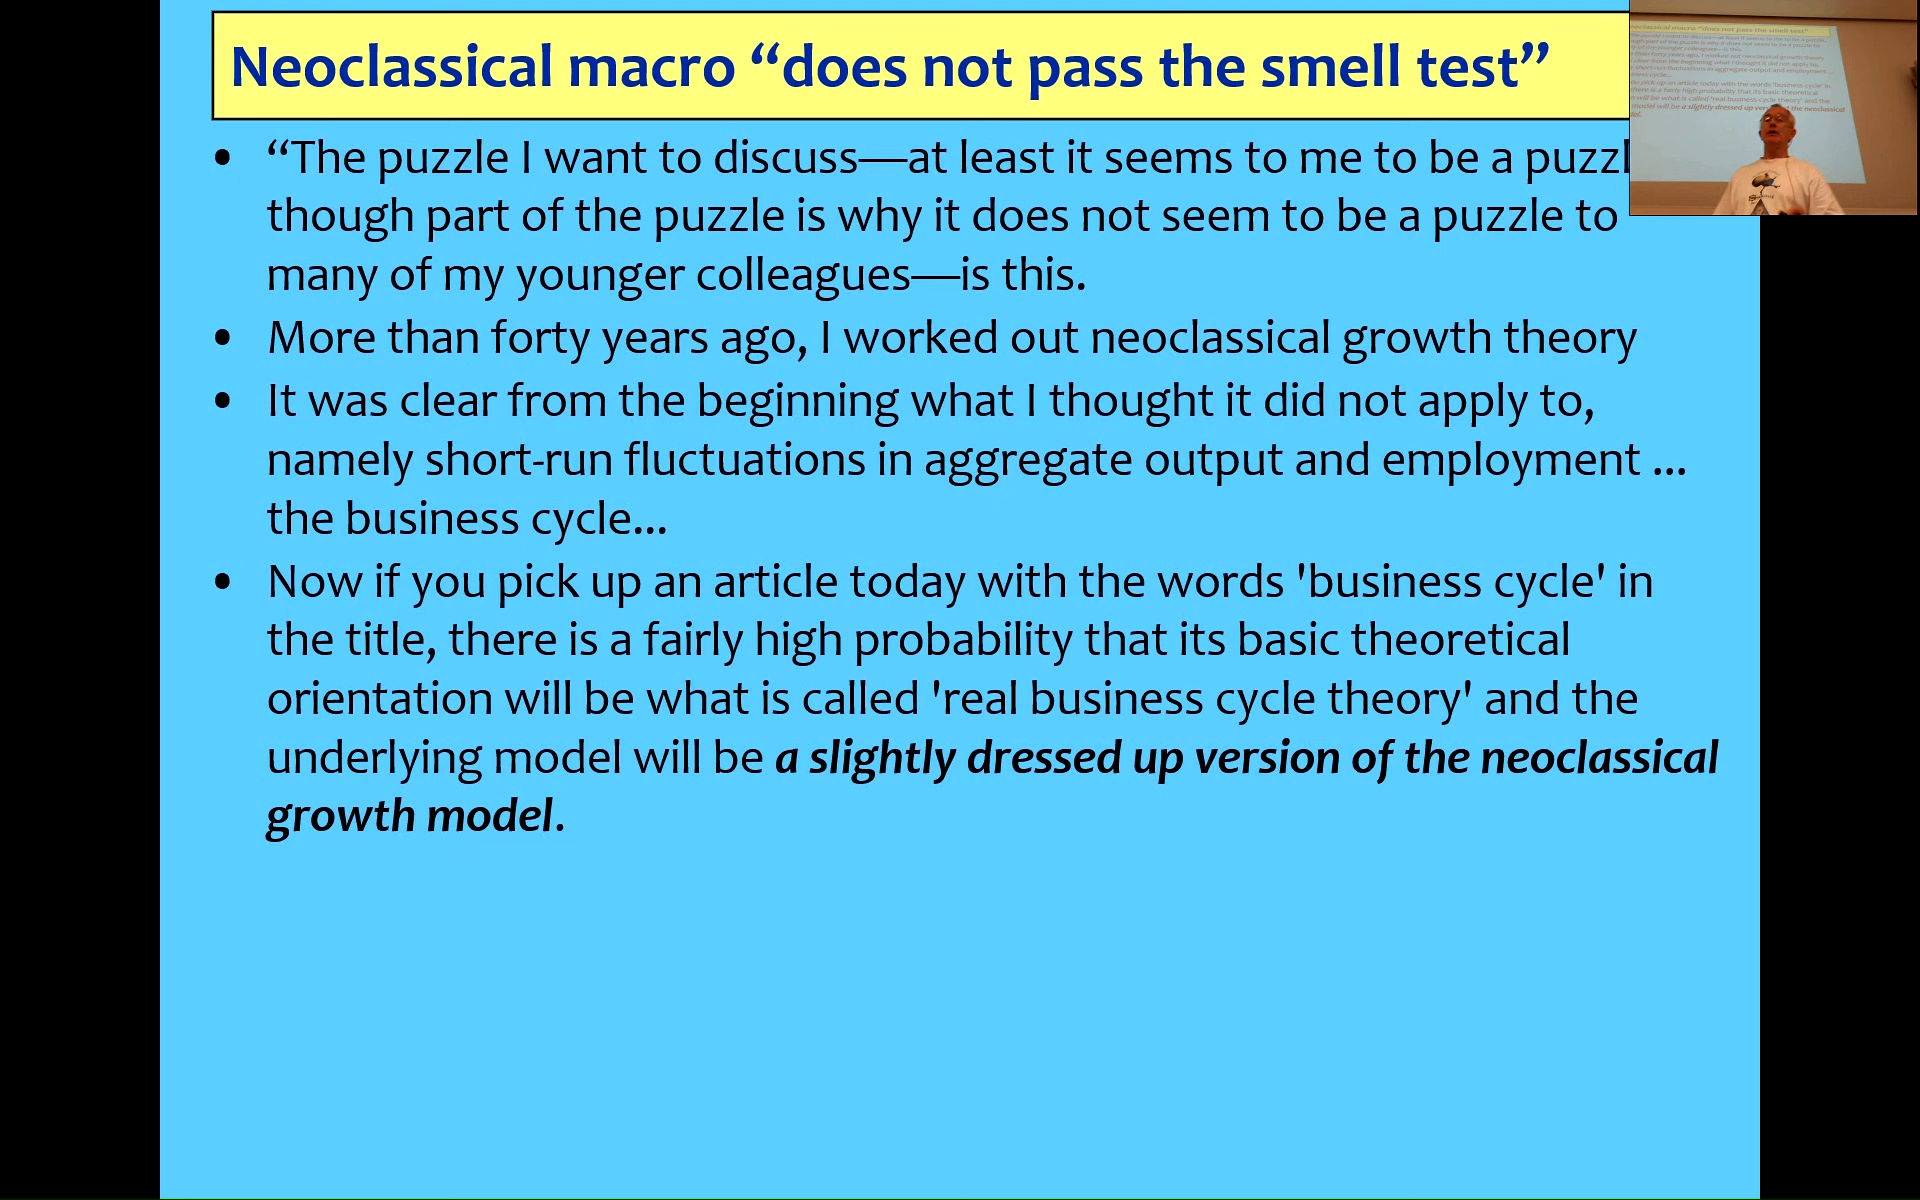 Neoclassical macro “does not pass the smell test”
• “The puzzle I want to discuss—at least it seems to me to be a
though part of the puzzle is why it does not seem to be a puzzle to
many of my younger colleagues—is this.
• More than forty years ago, I worked out neoclassical growth theory
• It was clear from the beginning what I thought it did not apply to,
namely short-run fluctuations in aggregate output and employment ...
the business cycle...
• Now if you pick up an article today with the words 'business cycle' in
the title, there is a fairly high probability that its basic theoretical
orientation will be what is called 'real business cycle theory' and the
underlying model will be a slightly dressed up version of the neoclassical
growth model.